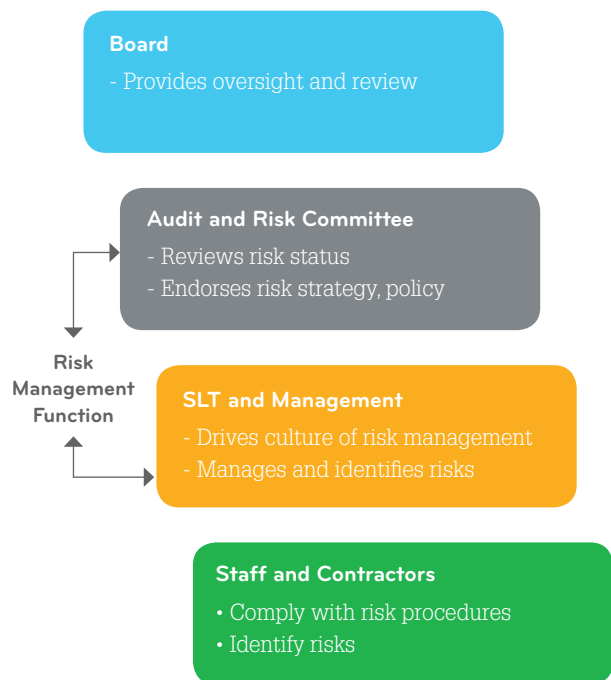 Board
- Provides oversight and review
Audit and Risk Committee
- Reviews risk status
- Endorses risk strategy, policy
Risk
Management
Function
SLT and Management
- Drives culture of risk management
- Manages and identifies risks
Staff and Contractors
• Comply with risk procedures
• Identify risks